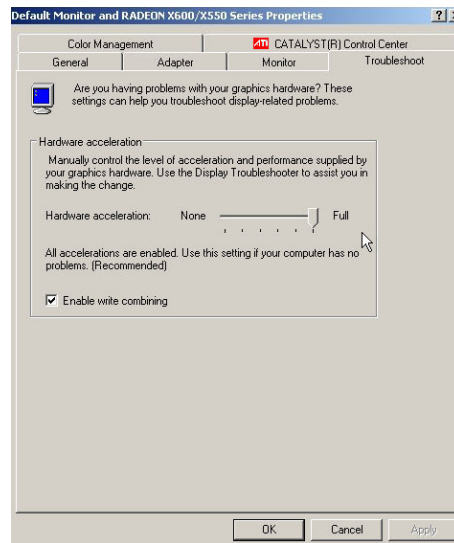 Default Monitor and RADEON X600/X550 Series Properties
Color Management
ATI CATALYST(R) Control Center
General
Adapter
Monitor
Troubleshoot
Are you having problems with your graphics hardware? These
settings can help you troubleshoot display-related problems.
Hardware acceleration
Manually control the level of acceleration and performance supplied by
your graphics hardware. Use the Display Troubleshooter to assist you in
making the change.
Hardware acceleration: None Full
All accelerations are enabled. Use this setting if your computer has no
problems. (Recommended)
Enable write combining
OK
Cancel
Apply